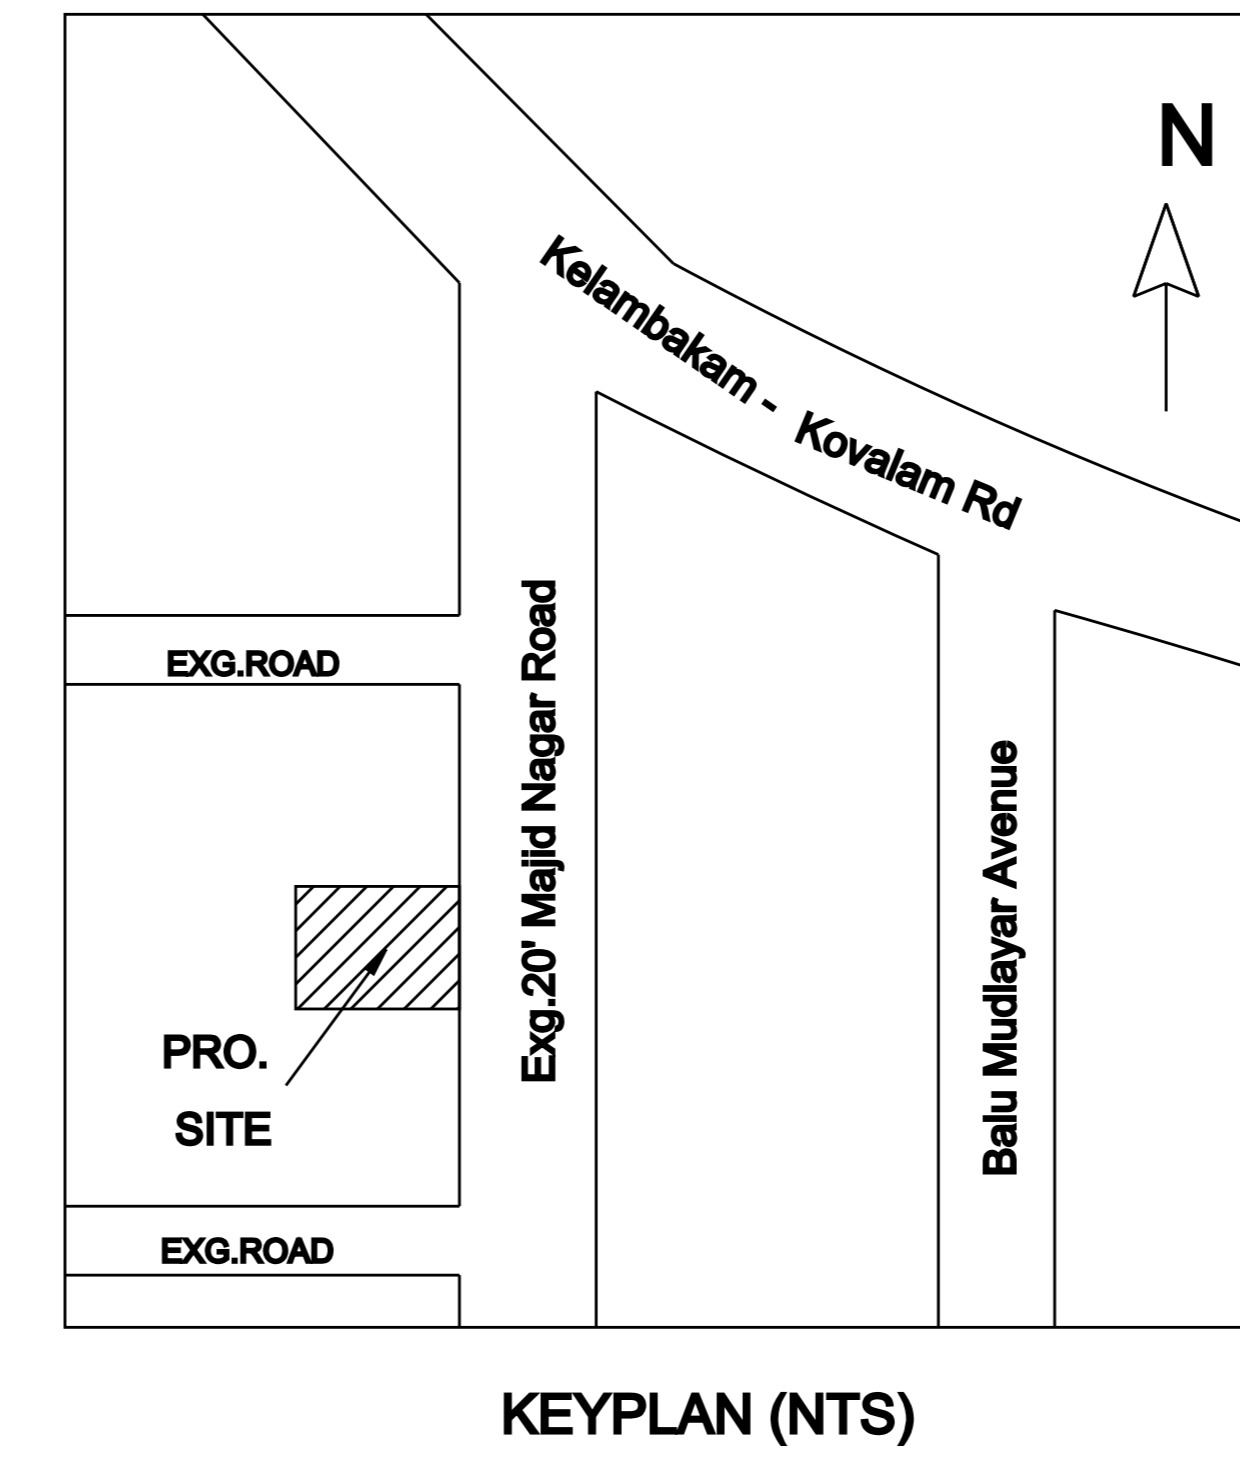 N
Kelambakam - Kovalam Rd
EXG.ROAD
Exg.20' Majid Nagar Road
Balu Mudlayar Avenue
PRO.
SITE
EXG.ROAD
KEYPLAN (NTS)